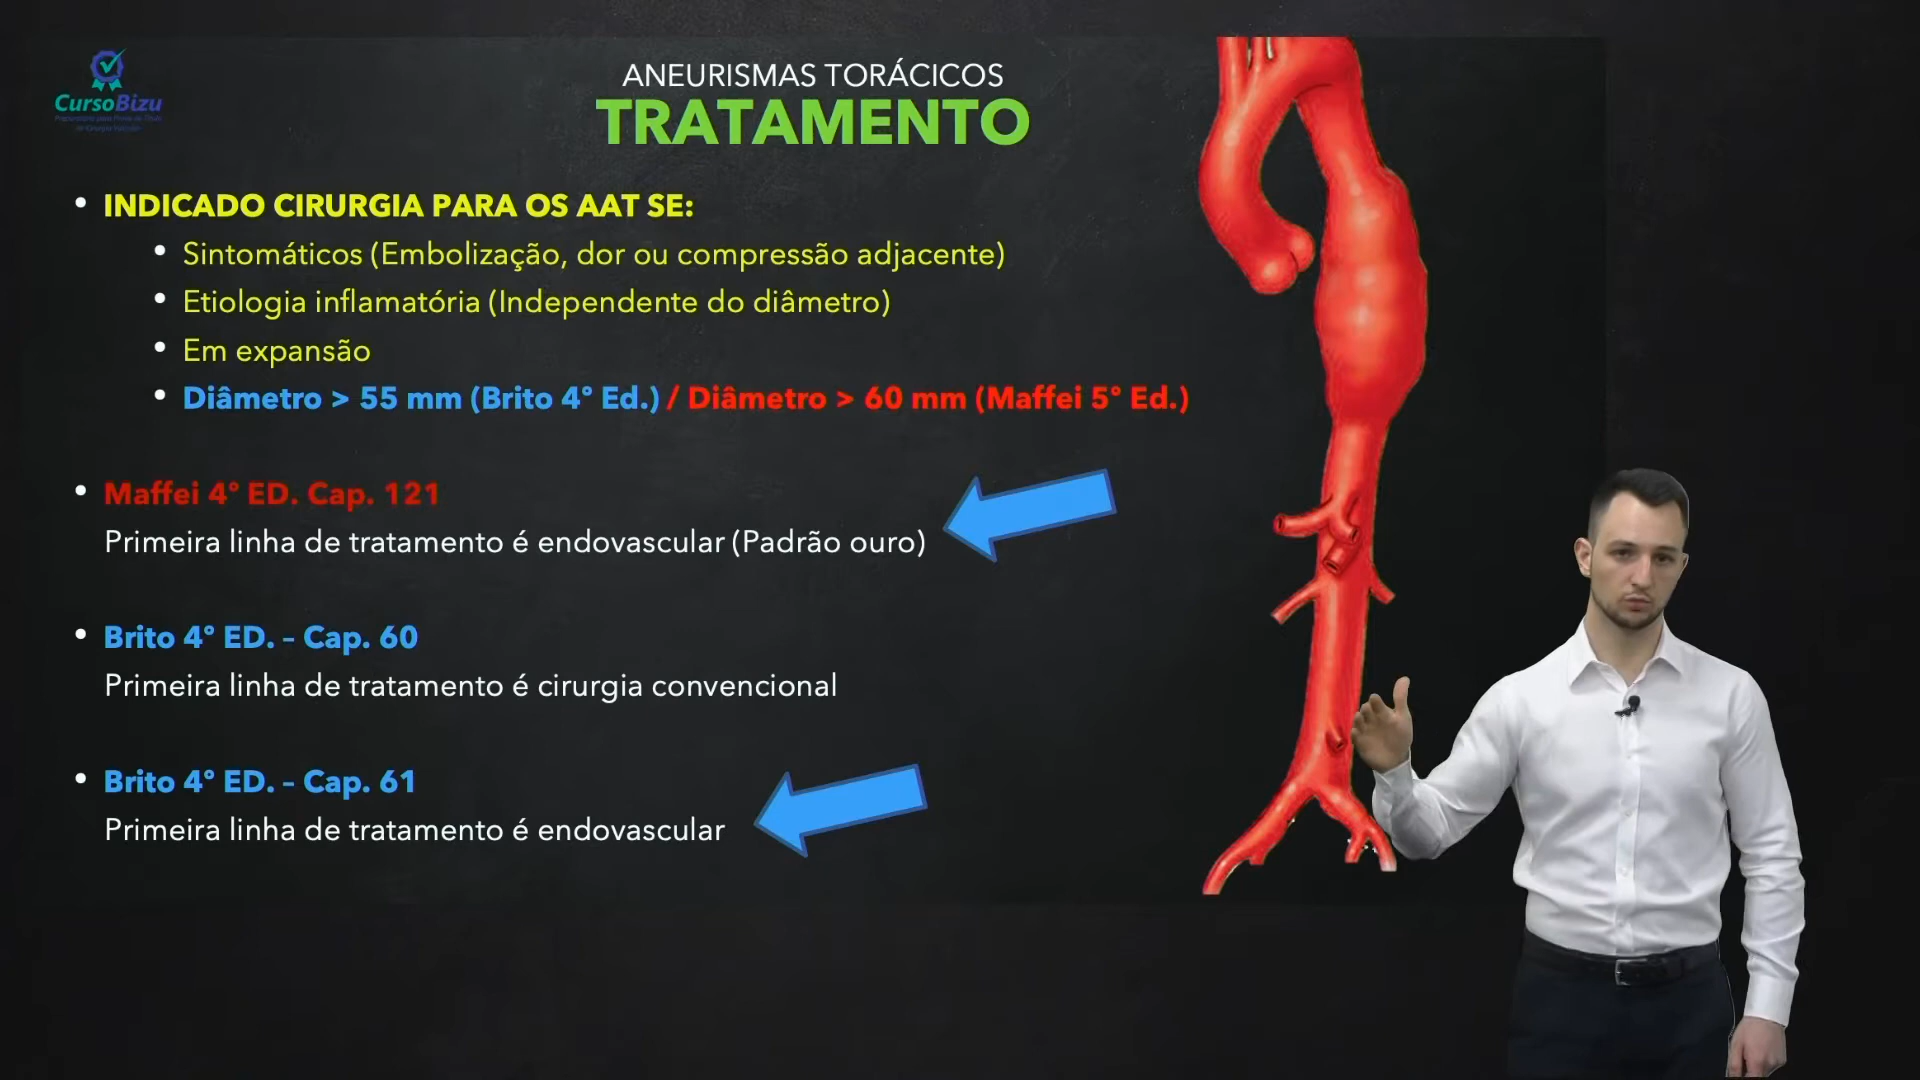 CursoBizu
ANEURISMAS TORÁCICOS
TRATAMENTO
• INDICADO CIRURGIA PARA OS AAT SE:
• Sintomáticos (Embolização, dor ou compressão adjacente)
• Etiologia inflamatória (Independente do diâmetro)
• Em expansão
• Diâmetro > 55 mm (Brito 4° Ed.) / Diâmetro > 60 mm (Maffei 5° Ed.)
• Maffei 4° ED. Cap. 121
Primeira linha de tratamento é endovascular (Padrão ouro)
• Brito 4° ED. – Cap. 60
Primeira linha de tratamento é cirurgia convencional
• Brito 4° ED. – Cap. 61
Primeira linha de tratamento é endovascular